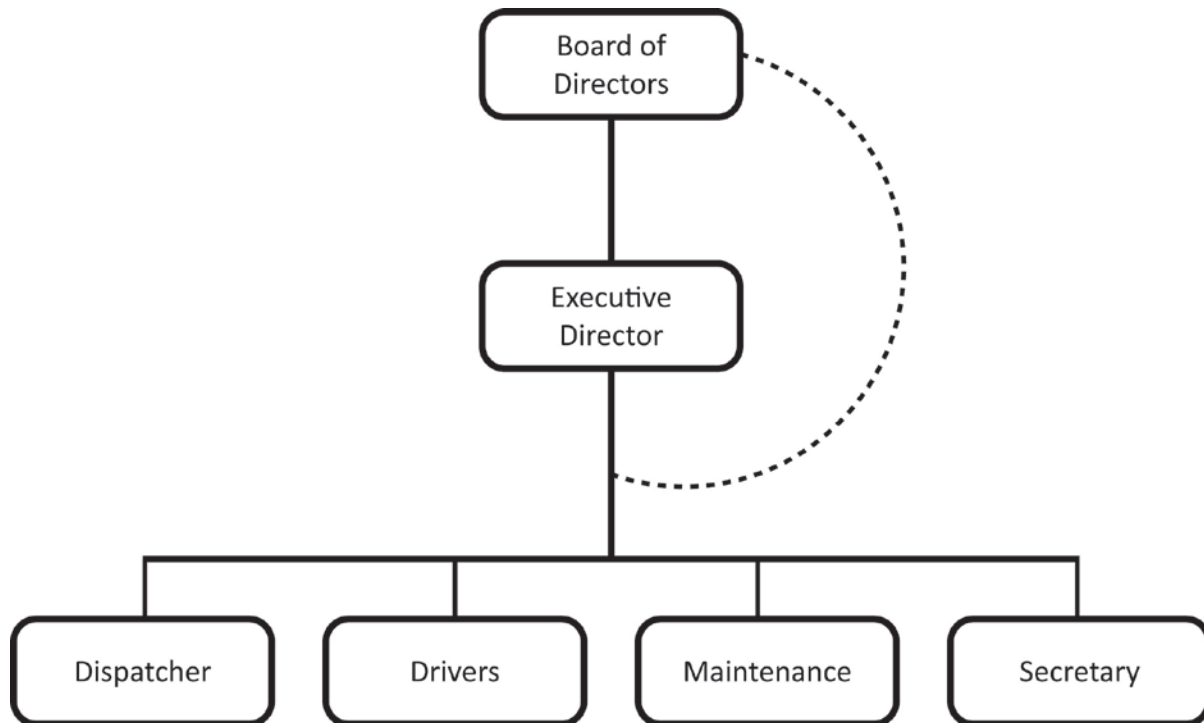 Board of
Directors
Executive
Director
Dispatcher
Drivers
Maintenance
Secretary